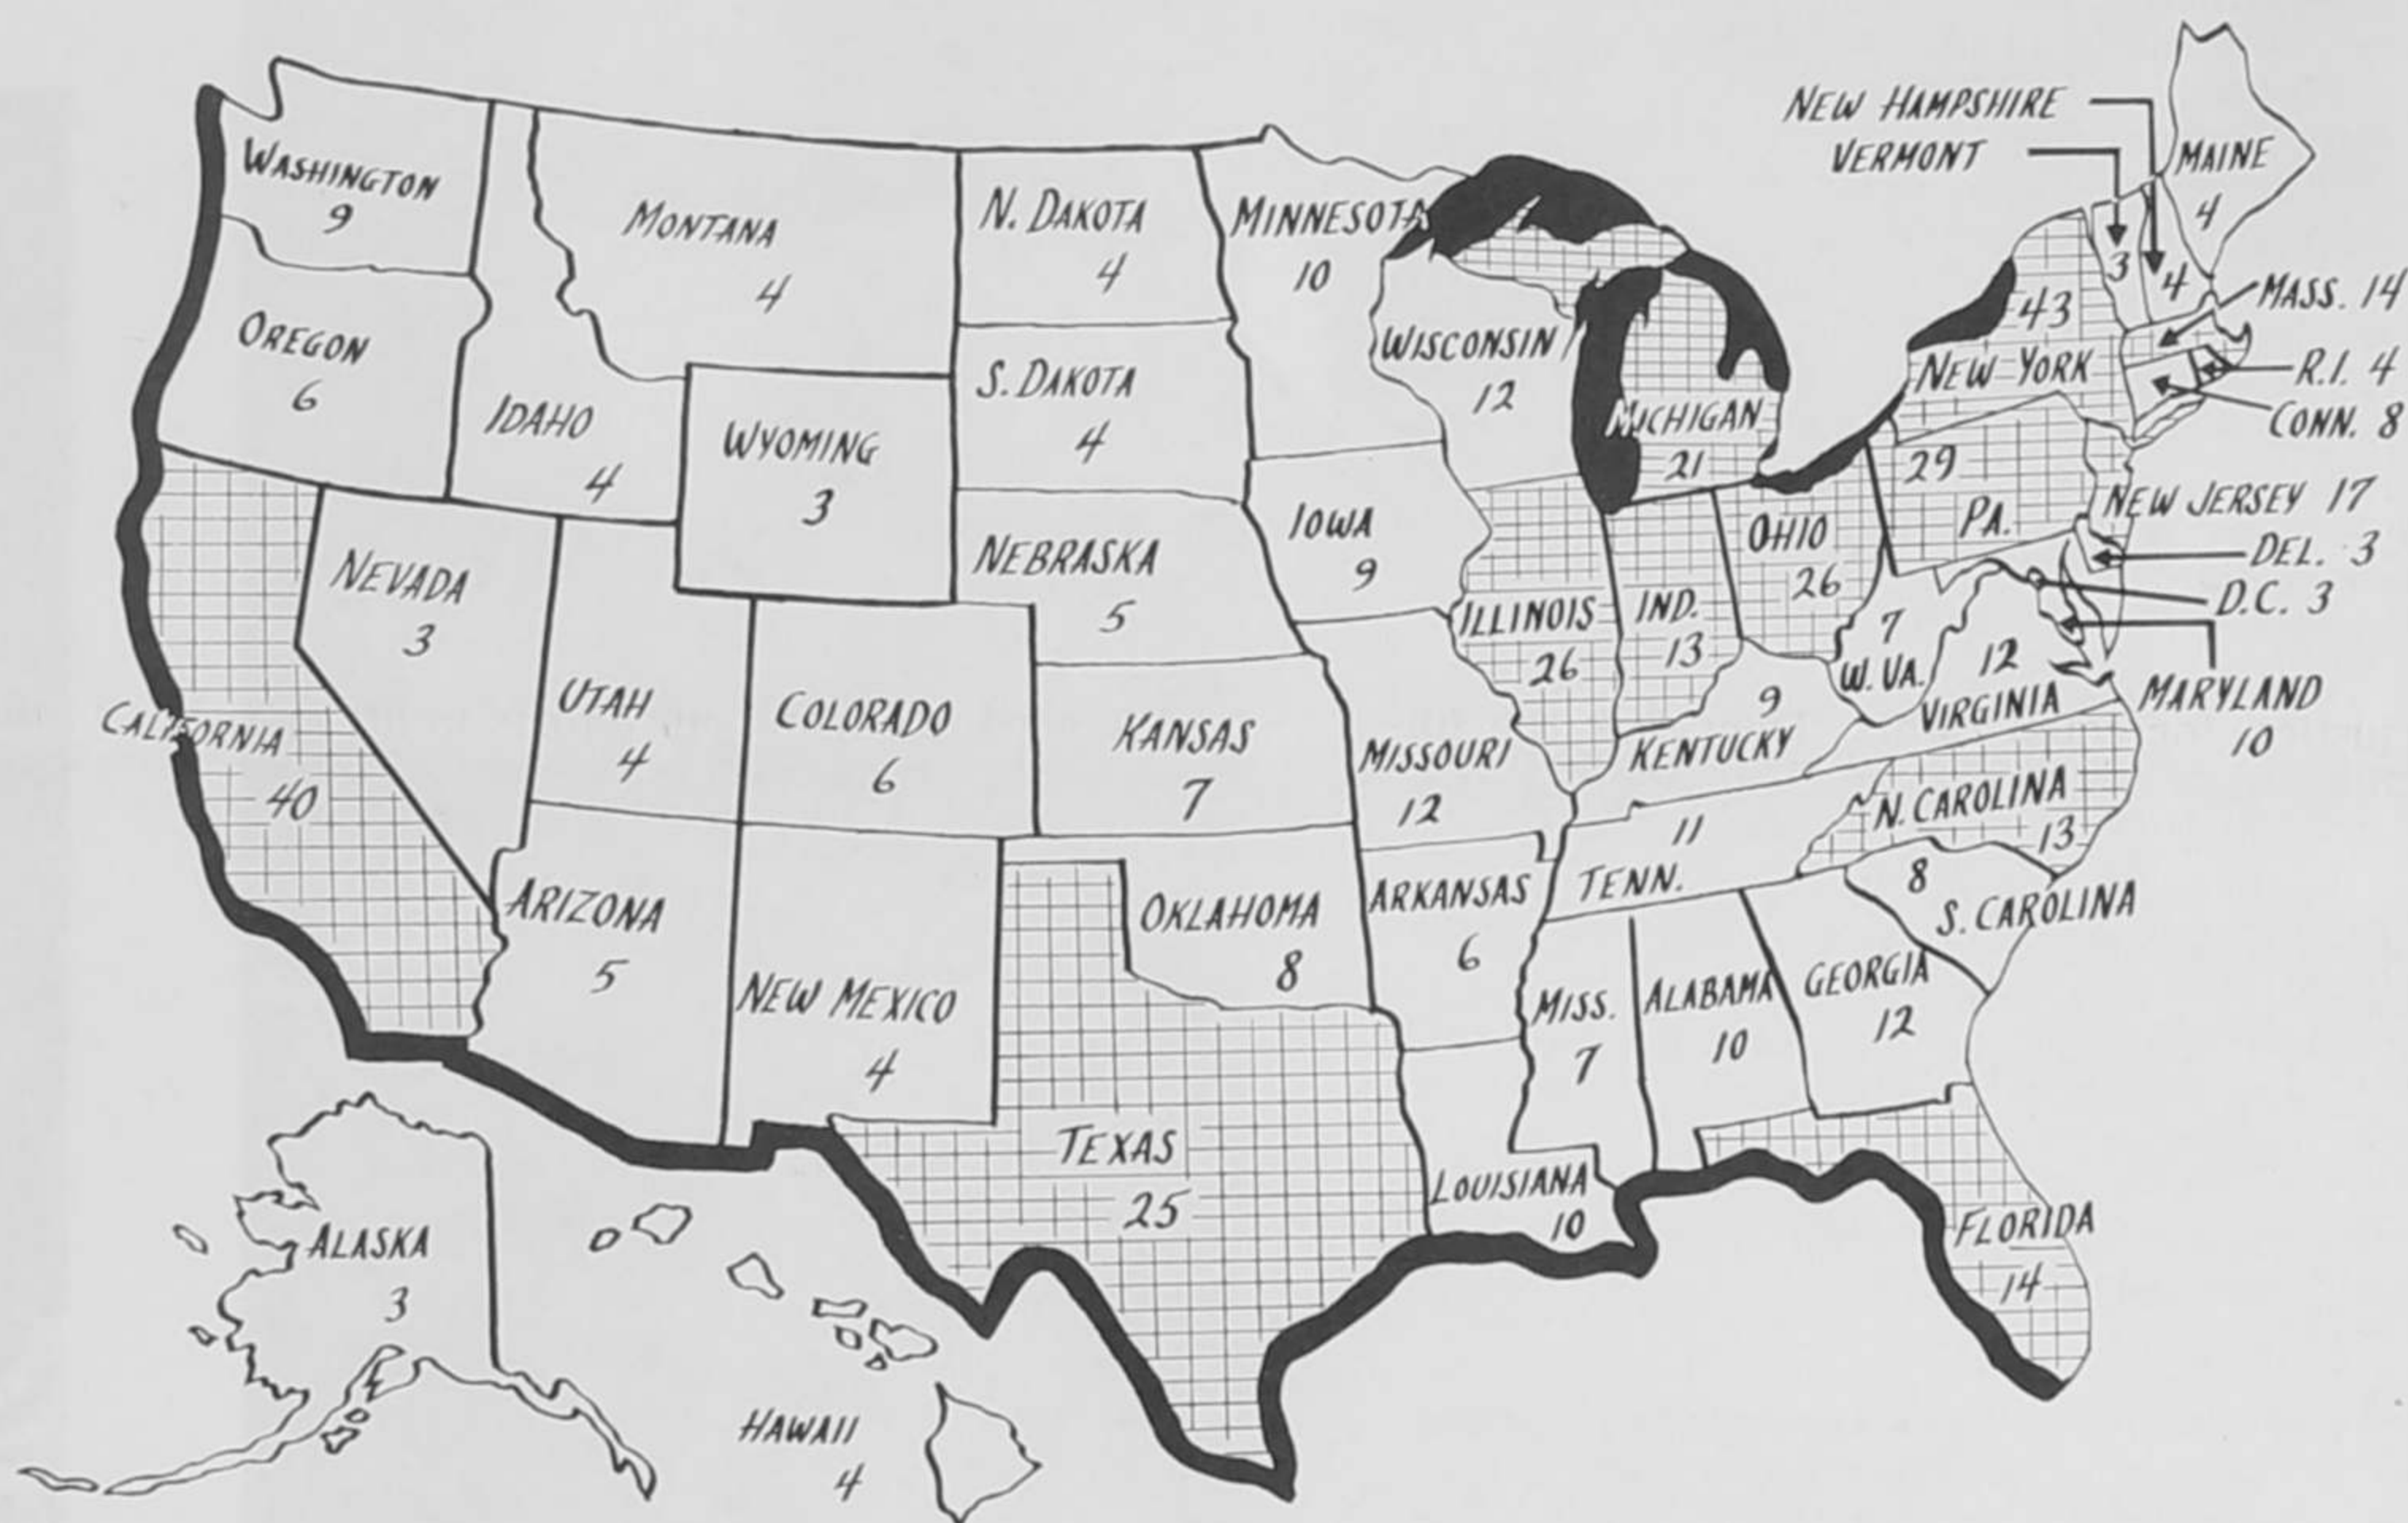 NEW HAMPSHIRE
VERMONT
MAINE
4
3
4
WASHINGTON
9
MONTANA
4
N. DAKOTA
4
MINNESOTA
10
OREGON
6
IDAHO
4
WYOMING
3
S. DAKOTA
4
WISCONSIN
12
MICHIGAN
21
43
NEW YORK
MASS. 14
R.I. 4
CONN. 8
29
PA.
NEW JERSEY 17
DEL. 3
D.C. 3
MARYLAND
10
NEVADA
3
NEBRASKA
5
IOWA
9
ILLINOIS
26
IND.
13
OHIO
26
7
W. VA.
12
VIRGINIA
CALIFORNIA
40
UTAH
4
COLORADO
6
KANSAS
7
MISSOURI
12
9
KENTUCKY
N. CAROLINA
13
11
TENN.
8
S. CAROLINA
ARIZONA
5
NEW MEXICO
4
OKLAHOMA
8
ARKANSAS
6
MISS.
7
ALABAMA
10
GEORGIA
12
TEXAS
25
LOUISIANA
10
FLORIDA
14
ALASKA
3
HAWAII
4